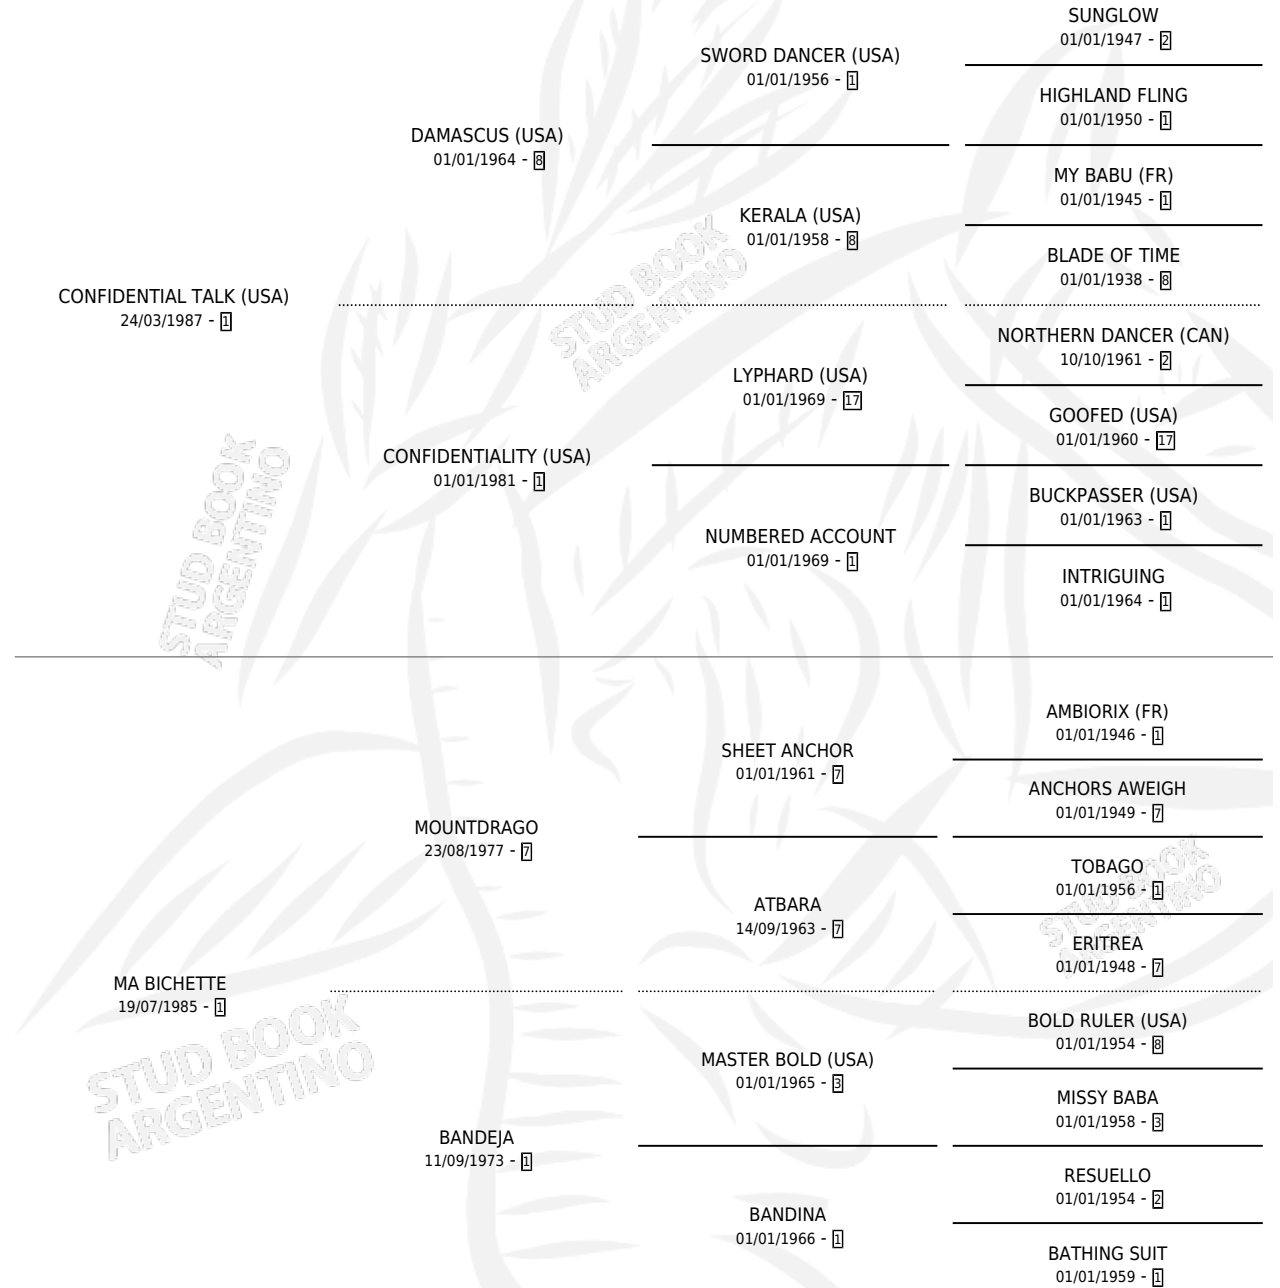 SUNGLOW
01/01/1947 - 2
SWORD DANCER (USA)
01/01/1956 - 1
HIGHLAND FLING
01/01/1950 - 1
DAMASCUS (USA)
01/01/1964 - 8
MY BABU (FR)
01/01/1945 - 1
KERALA (USA)
01/01/1958 - 8
BLADE OF TIME
01/01/1938 - 8
CONFIDENTIAL TALK (USA)
24/03/1987 - 1
NORTHERN DANCER (CAN)
10/10/1961 - 2
LYPHARD (USA)
01/01/1969 - 17
GOOFED (USA)
01/01/1960 - 17
CONFIDENTIALITY (USA)
01/01/1981 - 1
BUCKPASSER (USA)
01/01/1963 - 1
NUMBERED ACCOUNT
01/01/1969 - 1
INTRIGUING
01/01/1964 - 1
AMBIORIX (FR)
01/01/1946 - 1
SHEET ANCHOR
01/01/1961 - 7
ANCHORS AWEIGH
01/01/1949 - 7
MOUNTDRAGO
23/08/1977 - 7
TOBAGO
01/01/1956 - 1
ATBARA
14/09/1963 - 7
ERITREA
01/01/1948 - 7
MA BICHETTE
19/07/1985 - 1
BOLD RULER (USA)
01/01/1954 - 8
MASTER BOLD (USA)
01/01/1965 - 3
MISSY BABA
01/01/1958 - 3
BANDEJA
11/09/1973 - 1
RESUELLO
01/01/1954 - 2
BANDINA
01/01/1966 - 1
BATHING SUIT
01/01/1959 - 1
STUD BOOK
ARGENTINO
STUD BOOK
ARGENTINO
STUD BOOK
ARGENTINO
STUD BOOK
ARGENTINO